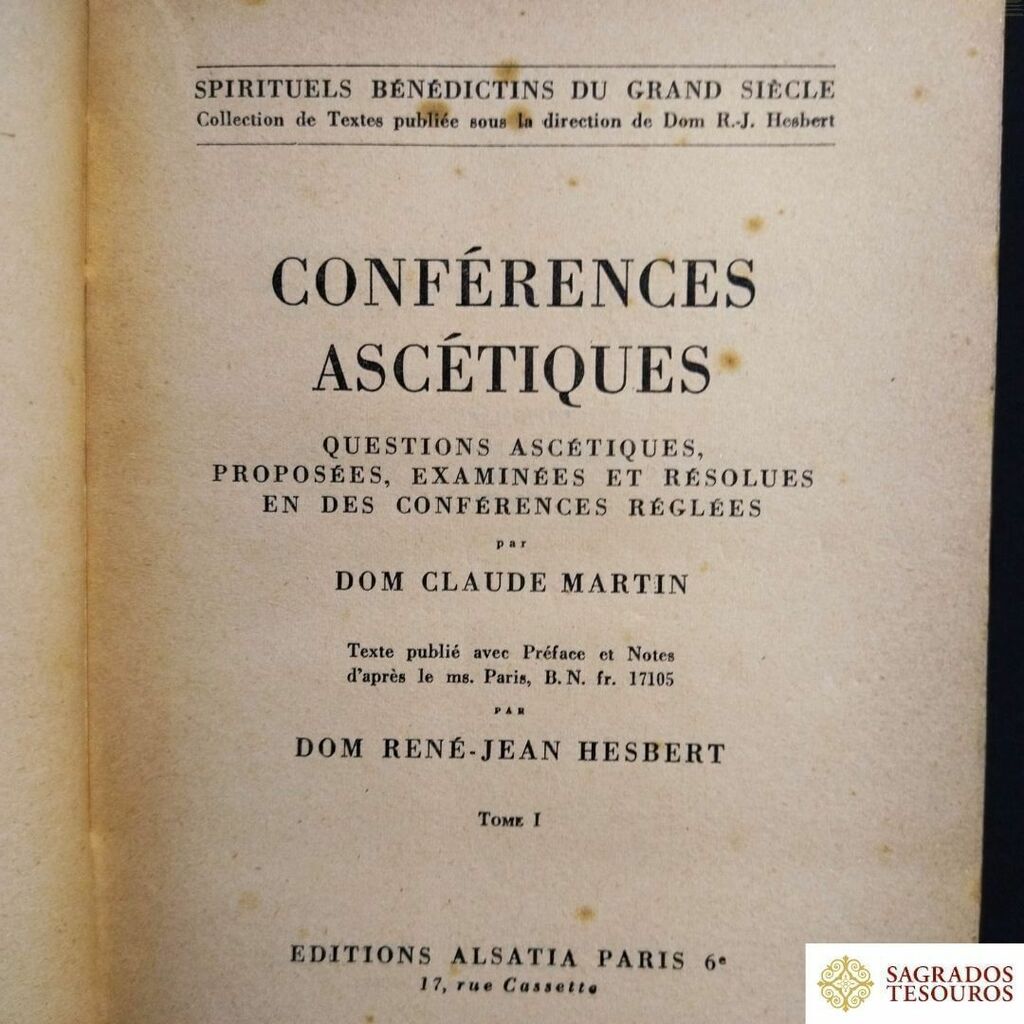 SPIRITUELS BÉNÉDICTINS DU GRAND SIÈCLE
Collection de Textes publiée sous la direction de Dom R.-J. Hesbert
CONFÉRENCES
ASCÉTIQUES
QUESTIONS ASCÉTIQUES,
PROPOSÉES, EXAMINÉES ET RÉSOLUES
EN DES CONFÉRENCES RÉGLÉES
par
DOM CLAUDE MARTIN
Texte publié avec Préface et Notes
d'après le ms. Paris, B.N. fr. 17105
PAR
DOM RENÉ-JEAN HESBERT
TOME I
EDITIONS ALSATIA PARIS 6e
17, rue Cassette
SAGRADOS
TESOUROS